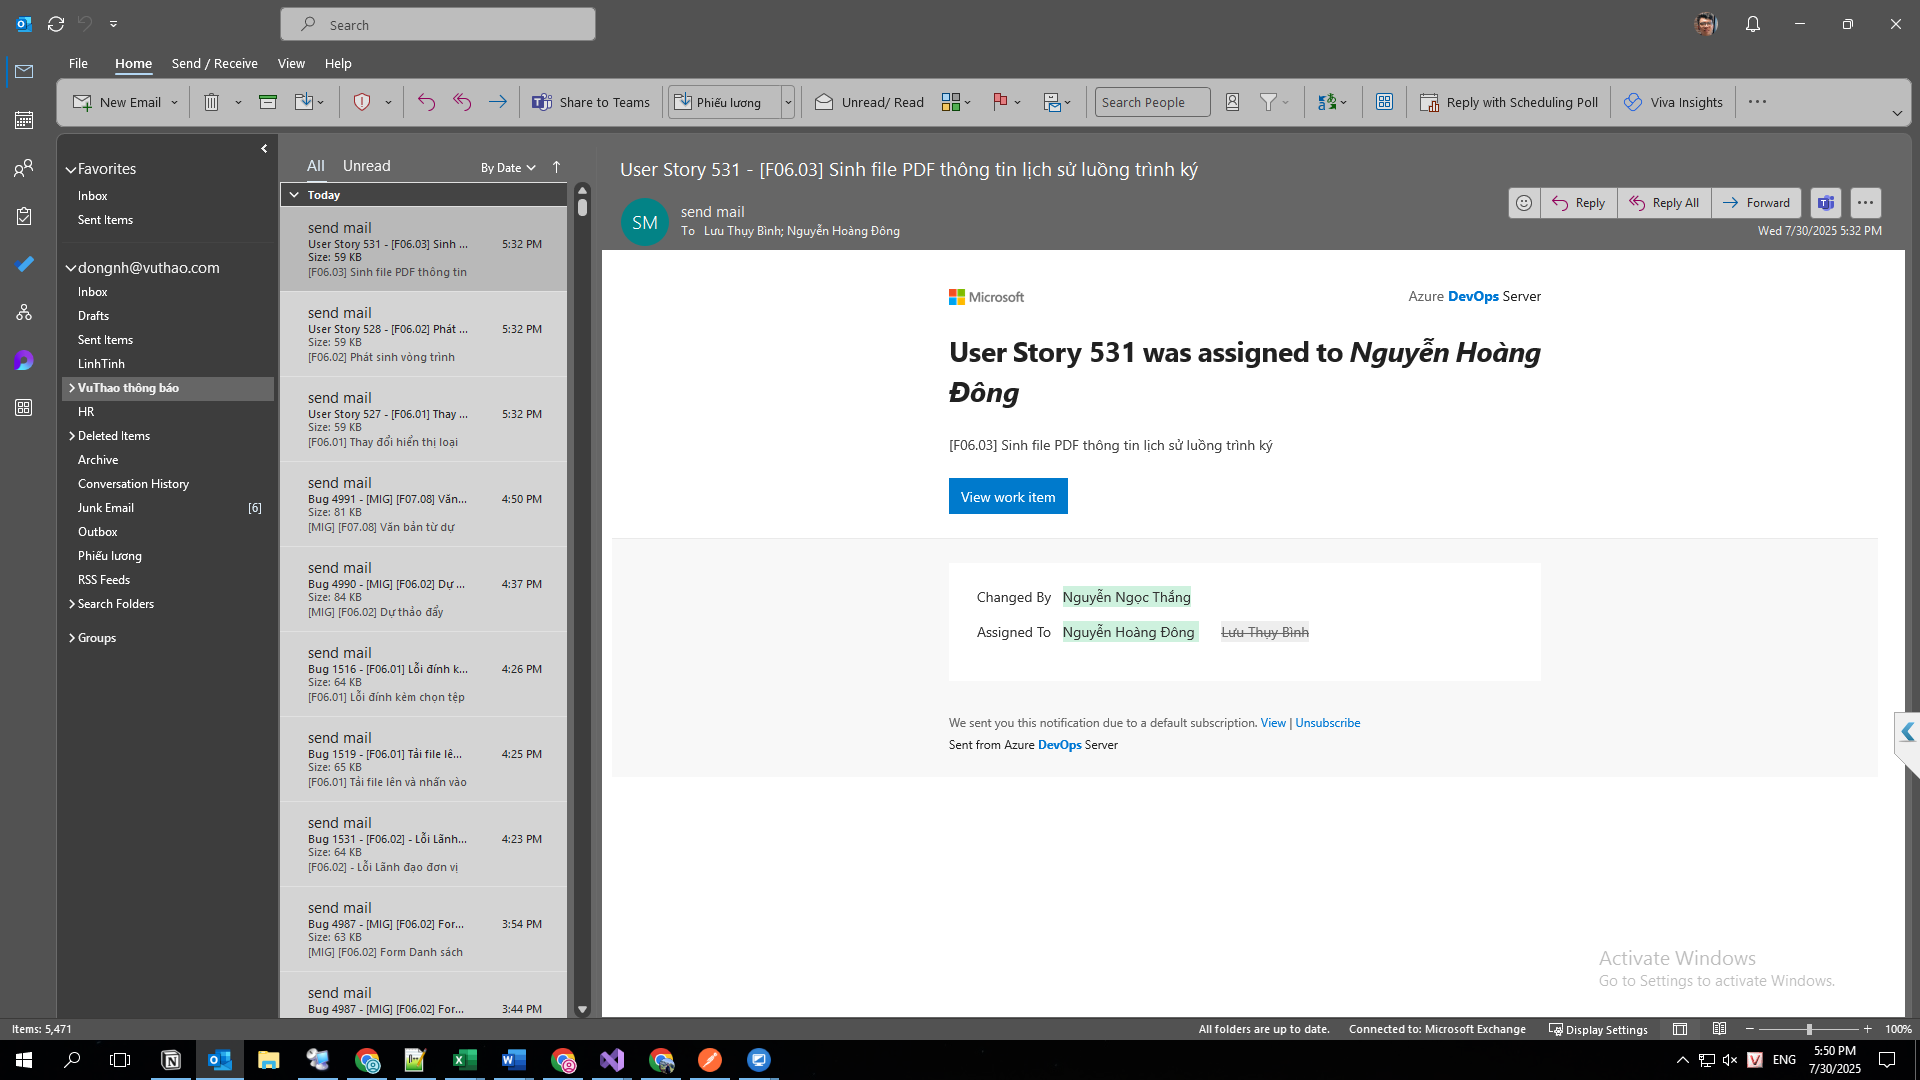 Search
File Home Send / Receive View Help
New Email Share to Teams Phiếu lương Unread/ Read Search People Reply with Scheduling Poll Viva Insights
Favorites
Inbox
Sent Items
dongnh@vuthao.com
Inbox
Drafts
Sent Items
LinhTinh
VuThao thông báo
HR
Deleted Items
Archive
Conversation History
Junk Email [6]
Outbox
Phiếu lương
RSS Feeds
Search Folders
Groups
All Unread By Date
Today
send mail
User Story 531 - [F06.03] Sinh ... 5:32 PM
Size: 59 KB
[F06.03] Sinh file PDF thông tin
send mail
User Story 528 - [F06.02] Phát ... 5:32 PM
Size: 59 KB
[F06.02] Phát sinh vòng trình
send mail
User Story 527 - [F06.01] Thay ... 5:32 PM
Size: 59 KB
[F06.01] Thay đổi hiển thị loại
send mail
Bug 4991 - [MIG] [F07.08] Văn... 4:50 PM
Size: 81 KB
[MIG] [F07.08] Văn bản từ dự
send mail
Bug 4990 - [MIG] [F06.02] Dự ... 4:37 PM
Size: 84 KB
[MIG] [F06.02] Dự thảo đẩy
send mail
Bug 1516 - [F06.01] Lỗi đính k... 4:26 PM
Size: 64 KB
[F06.01] Lỗi đính kèm chọn tệp
send mail
Bug 1519 - [F06.01] Tải file lê... 4:25 PM
Size: 65 KB
[F06.01] Tải file lên và nhấn vào
send mail
Bug 1531 - [F06.02] - Lỗi Lãnh... 4:23 PM
Size: 64 KB
[F06.02] - Lỗi Lãnh đạo đơn vị
send mail
Bug 4987 - [MIG] [F06.02] For... 3:54 PM
Size: 63 KB
[MIG] [F06.02] Form Danh sách
send mail
Bug 4987 - [MIG] [F06.02] For... 3:44 PM
User Story 531 - [F06.03] Sinh file PDF thông tin lịch sử luồng trình ký
SM
send mail
To Lưu Thụy Bình; Nguyễn Hoàng Đông
Reply Reply All Forward
Wed 7/30/2025 5:32 PM
Microsoft
Azure DevOps Server
User Story 531 was assigned to Nguyễn Hoàng
Đông
[F06.03] Sinh file PDF thông tin lịch sử luồng trình ký
View work item
Changed By Nguyễn Ngọc Thắng
Assigned To Nguyễn Hoàng Đông Lưu Thụy Bình
We sent you this notification due to a default subscription. View | Unsubscribe
Sent from Azure DevOps Server
Activate Windows
Go to Settings to activate Windows.
Items: 5,471
All folders are up to date. Connected to: Microsoft Exchange Display Settings 100%
ENG
5:50 PM
7/30/2025